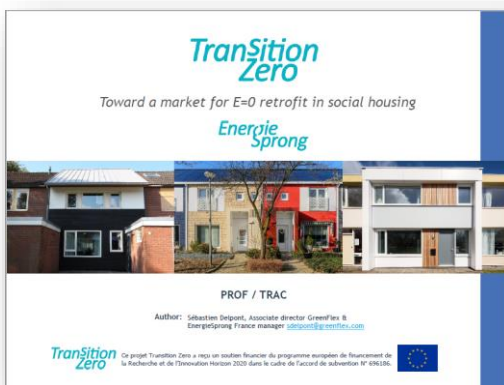 TranSition
Zero
Toward a market for E=0 retrofit in social housing
Energie
Sprong
PROF / TRAC
Author: Sébastien Delpont, Associate director GreenFlex &
EnergieSprong France manager sdelpont@greenflex.com
TranSition
Zero
Ce projet Transition Zero a reçu un soutien financier du programme européen de financement de
la Recherche et de l'Innovation Horizon 2020 dans le cadre de l'accord de subvention N° 696186.